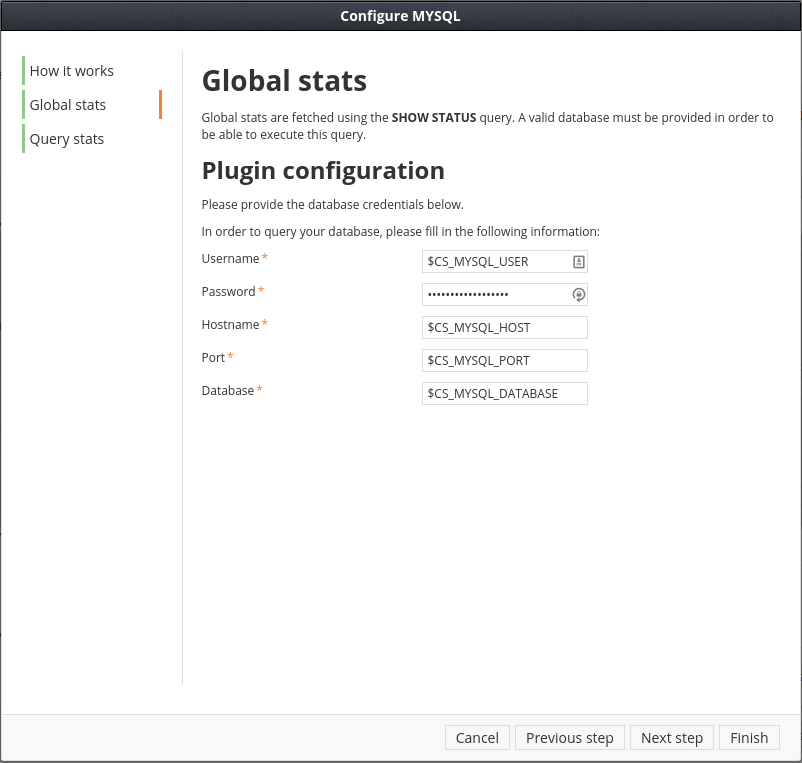 Configure MYSQL
How it works
Global stats
Query stats
Global stats
Global stats are fetched using the SHOW STATUS query. A valid database must be provided in order to
be able to execute this query.
Plugin configuration
Please provide the database credentials below.
In order to query your database, please fill in the following information:
Username * $CS_MYSQL_USER
Password * ••••••••••••••••••
Hostname * $CS_MYSQL_HOST
Port * $CS_MYSQL_PORT
Database * $CS_MYSQL_DATABASE
Cancel Previous step Next step Finish